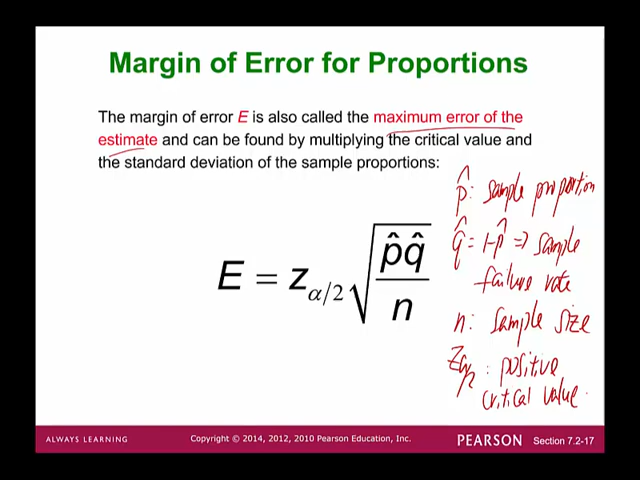 Margin of Error for Proportions
The margin of error E is also called the maximum error of the
estimate and can be found by multiplying the critical value and
the standard deviation of the sample proportions:
p̂: sample proportion
q̂ = 1-p̂ => sample
failure rate
E = zα/2 √(p̂q̂/n)
n: sample size
Zα/2: positive
critical value.
ALWAYS LEARNING
Copyright © 2014, 2012, 2010 Pearson Education, Inc.
PEARSON
Section 7.2-17